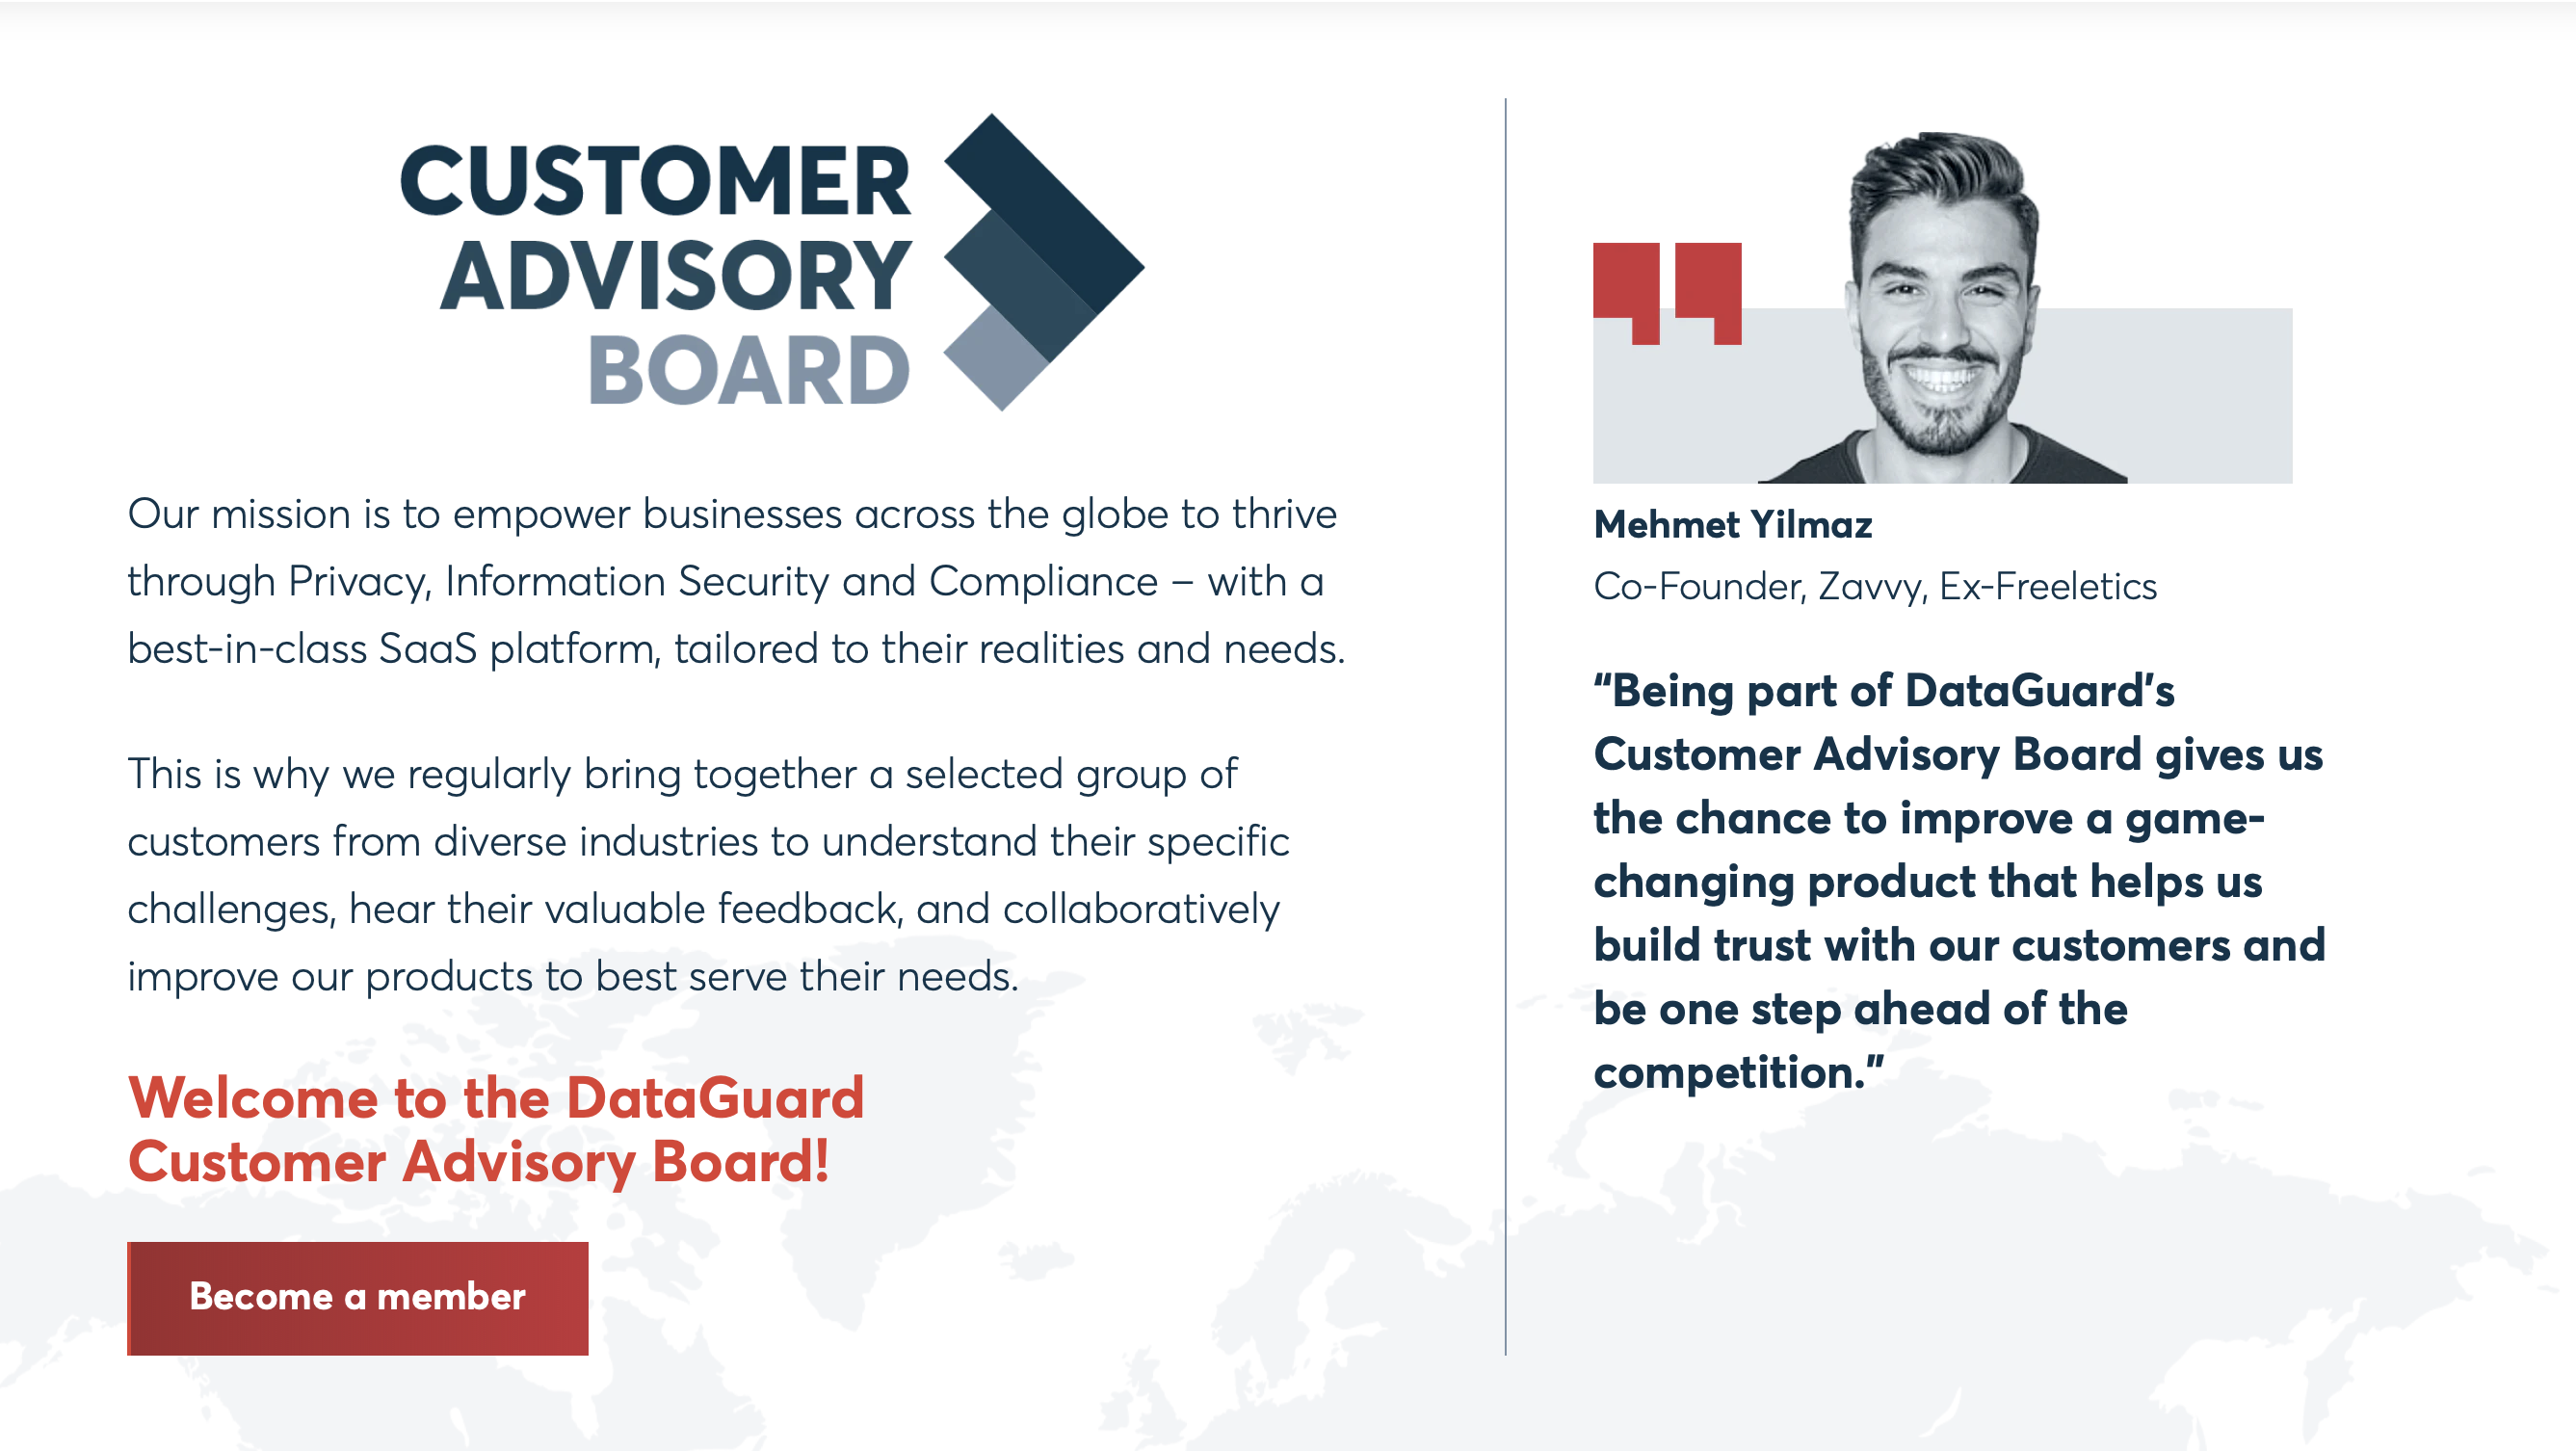 CUSTOMER
ADVISORY
BOARD
Our mission is to empower businesses across the globe to thrive
through Privacy, Information Security and Compliance – with a
best-in-class SaaS platform, tailored to their realities and needs.
This is why we regularly bring together a selected group of
customers from diverse industries to understand their specific
challenges, hear their valuable feedback, and collaboratively
improve our products to best serve their needs.
Welcome to the DataGuard
Customer Advisory Board!
Become a member
Mehmet Yilmaz
Co-Founder, Zavvy, Ex-Freeletics
“Being part of DataGuard’s
Customer Advisory Board gives us
the chance to improve a game-
changing product that helps us
build trust with our customers and
be one step ahead of the
competition.”